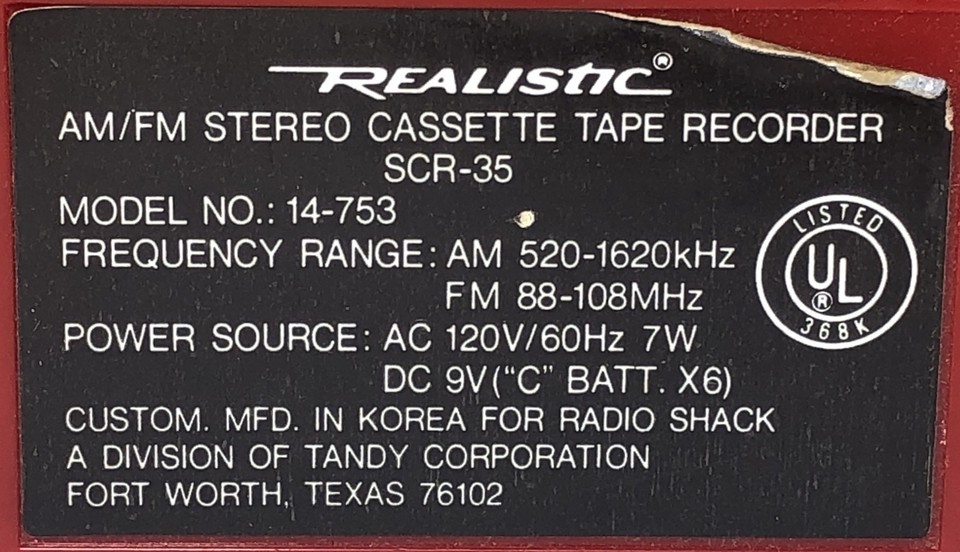 REALISTIC®
AM/FM STEREO CASSETTE TAPE RECORDER
SCR-35
MODEL NO.: 14-753
FREQUENCY RANGE: AM 520-1620kHz
FM 88-108MHz
POWER SOURCE: AC 120V/60Hz 7W
DC 9V(“C” BATT. X6)
CUSTOM. MFD. IN KOREA FOR RADIO SHACK
A DIVISION OF TANDY CORPORATION
FORT WORTH, TEXAS 76102
LISTED
UL®
368K